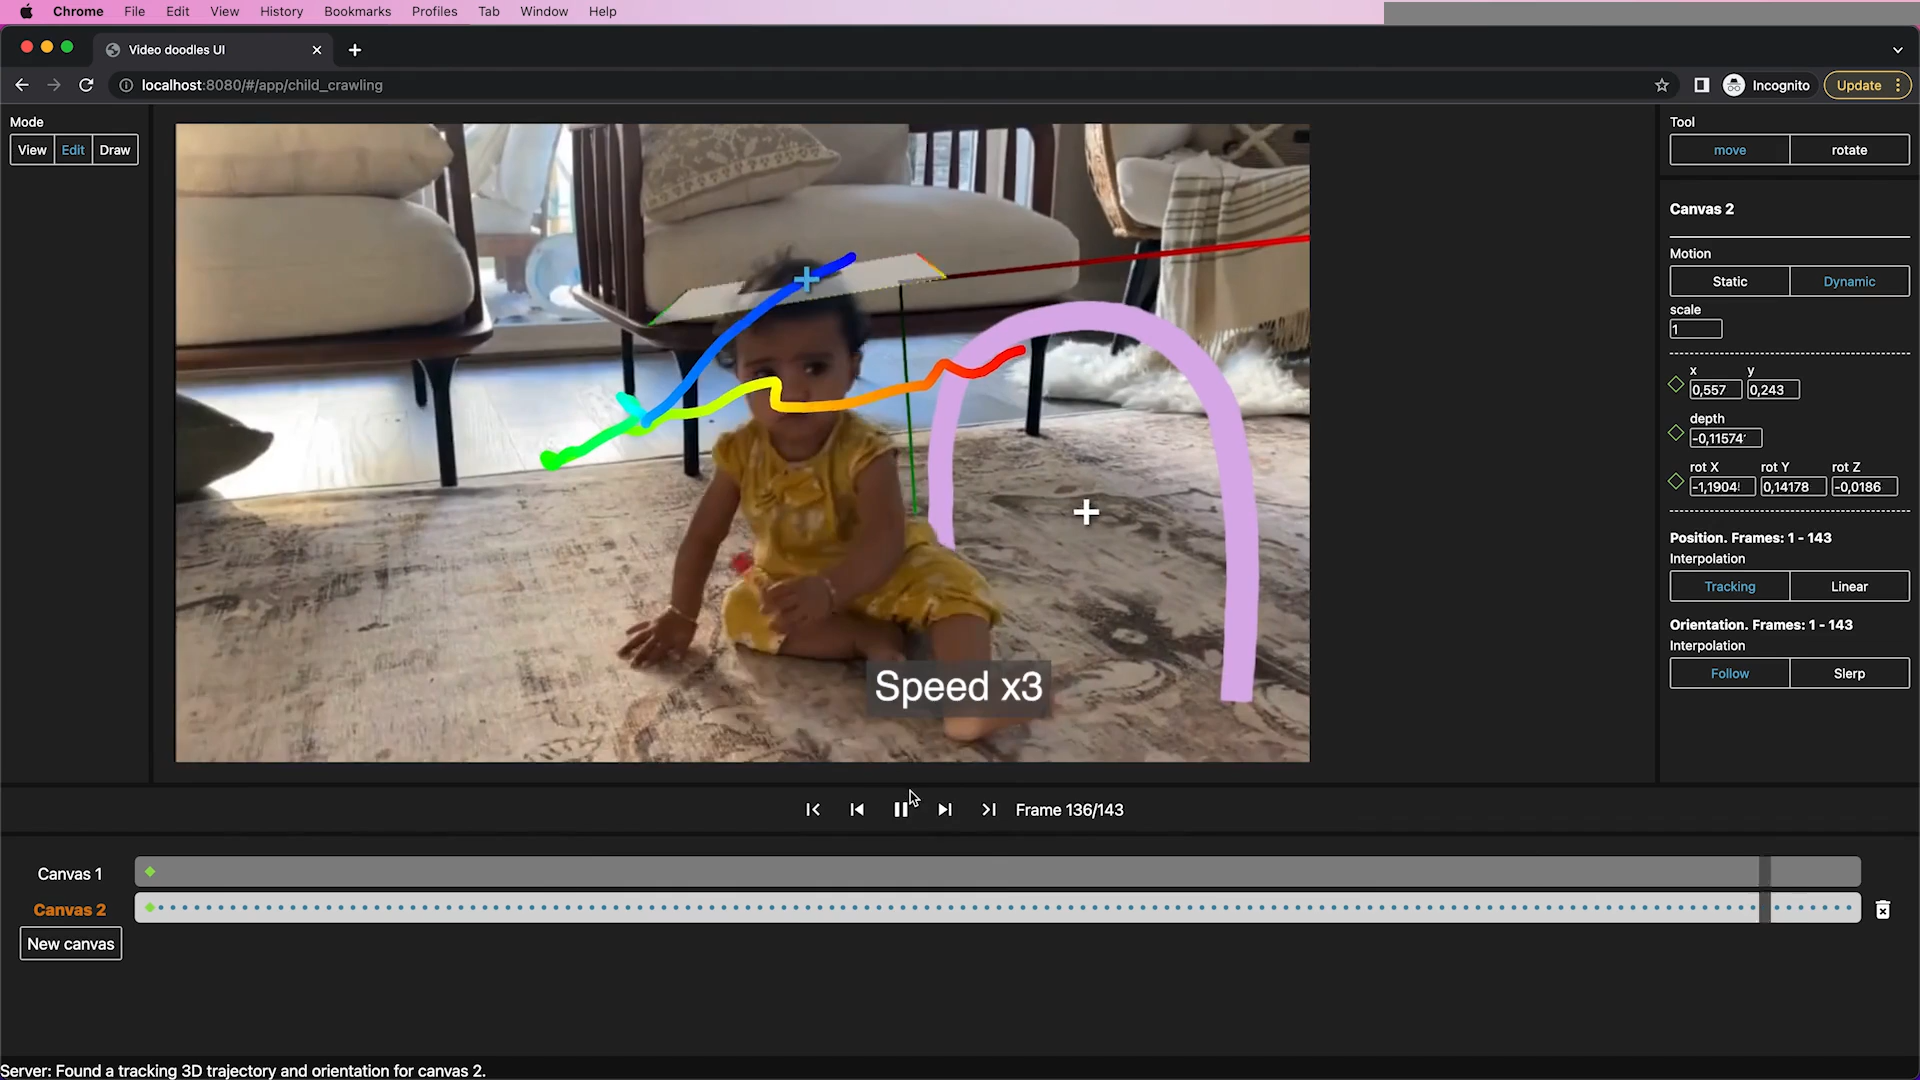 Chrome File Edit View History Bookmarks Profiles Tab Window Help
Video doodles UI
localhost:8080/#/app/child_crawling
Incognito
Update
Mode
View Edit Draw
Tool
move rotate
Canvas 2
Motion
Static Dynamic
scale
1
x y
0,557 0,243
depth
-0,11574
rot X rot Y rot Z
-1,1904 0,14178 -0,0186
Position. Frames: 1 - 143
Interpolation
Tracking Linear
Orientation. Frames: 1 - 143
Interpolation
Follow Slerp
Speed x3
Frame 136/143
Canvas 1
Canvas 2
New canvas
Server: Found a tracking 3D trajectory and orientation for canvas 2.